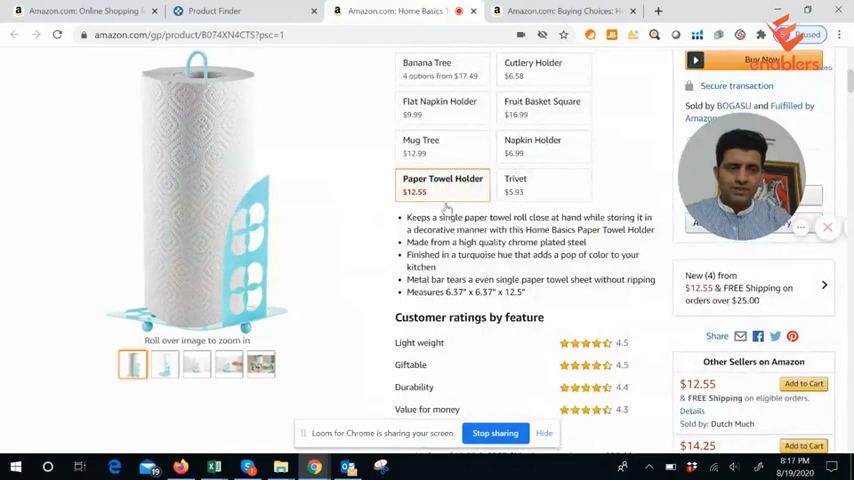 Amazon.com: Online Shopping
Product Finder
Amazon.com: Home Basics
Amazon.com: Buying Choices: H
amazon.com/gp/product/B074XN4CTS?psc=1
Paused
Banana Tree
4 options from $17.49
Cutlery Holder
$6.58
Flat Napkin Holder
$9.99
Fruit Basket Square
$16.99
Mug Tree
$12.99
Napkin Holder
$6.99
Paper Towel Holder
$12.55
Trivet
$5.93
Buy Now
enablers
.ORG
Secure transaction
Sold by BOGASU and Fulfilled by
Amazon
• Keeps a single paper towel roll close at hand while storing it in
a decorative manner with this Home Basics Paper Towel Holder
• Made from a high quality chrome plated steel
• Finished in a turquoise hue that adds a pop of color to your
kitchen
• Metal bar tears a even single paper towel sheet without ripping
• Measures 6.37" x 6.37" x 12.5"
Roll over image to zoom in
Customer ratings by feature
Light weight 4.5
Giftable 4.5
Durability 4.4
Value for money 4.3
New (4) from
$12.55 & FREE Shipping on
orders over $25.00
Share
Other Sellers on Amazon
$12.55 Add to Cart
& FREE Shipping on eligible orders.
Details
Sold by: Dutch Much
$14.25 Add to Cart
Loom for Chrome is sharing your screen.
Stop sharing
Hide
8:17 PM
8/19/2020